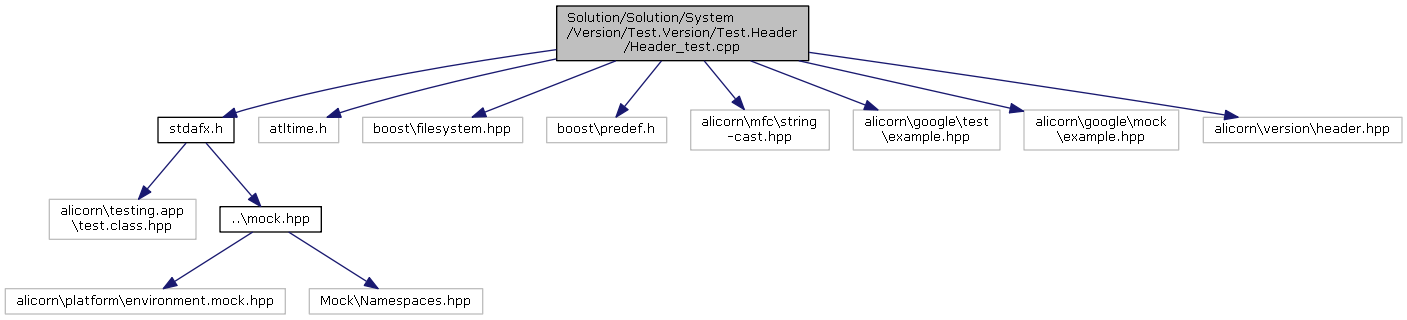 Solution/Solution/System
/Version/Test.Version/Test.Header
/Header_test.cpp
stdafx.h
atltime.h
boost\filesystem.hpp
boost\predef.h
alicorn\mfc\string
-cast.hpp
alicorn\google\test
\example.hpp
alicorn\google\mock
\example.hpp
alicorn\version\header.hpp
alicorn\testing.app
\test.class.hpp
..\mock.hpp
alicorn\platform\environment.mock.hpp
Mock\Namespaces.hpp